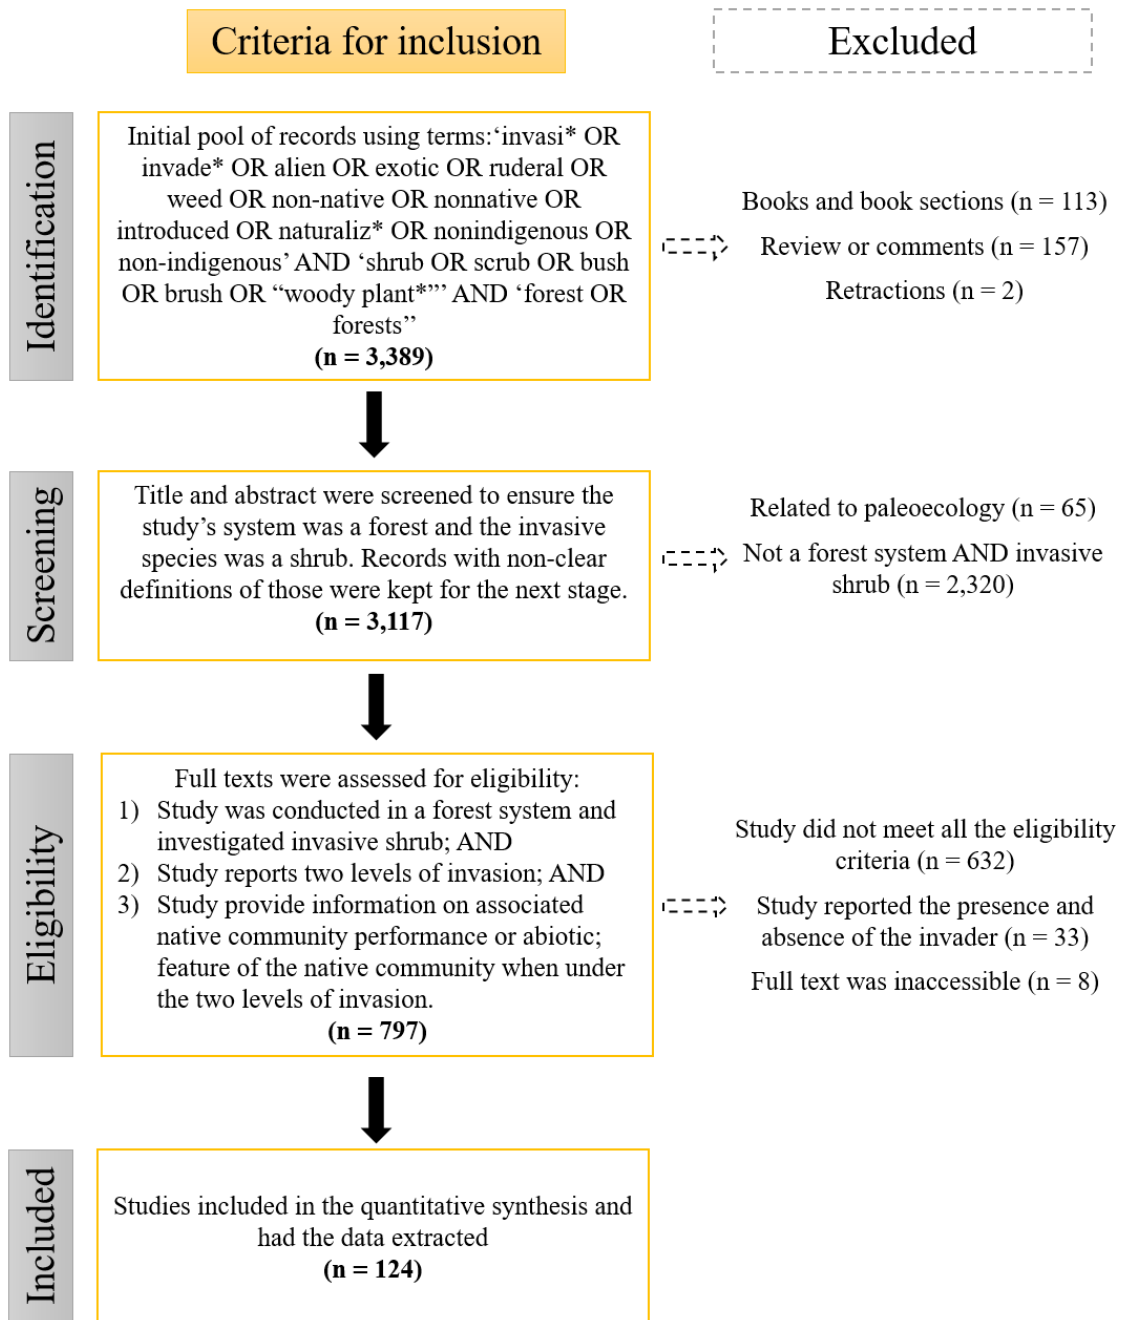 Criteria for inclusion
Excluded
Identification
Initial pool of records using terms:‘invasi* OR
invade* OR alien OR exotic OR ruderal OR
weed OR non-native OR nonnative OR
introduced OR naturaliz* OR nonindigenous OR
non-indigenous’ AND ‘shrub OR scrub OR bush
OR brush OR “woody plant*”’ AND ‘forest OR
forests’’
(n = 3,389)
Books and book sections (n = 113)
Review or comments (n = 157)
Retractions (n = 2)
Screening
Title and abstract were screened to ensure the
study’s system was a forest and the invasive
species was a shrub. Records with non-clear
definitions of those were kept for the next stage.
(n = 3,117)
Related to paleoecology (n = 65)
Not a forest system AND invasive
shrub (n = 2,320)
Eligibility
Full texts were assessed for eligibility:
1) Study was conducted in a forest system and
investigated invasive shrub; AND
2) Study reports two levels of invasion; AND
3) Study provide information on associated
native community performance or abiotic;
feature of the native community when under
the two levels of invasion.
(n = 797)
Study did not meet all the eligibility
criteria (n = 632)
Study reported the presence and
absence of the invader (n = 33)
Full text was inaccessible (n = 8)
Included
Studies included in the quantitative synthesis and
had the data extracted
(n = 124)